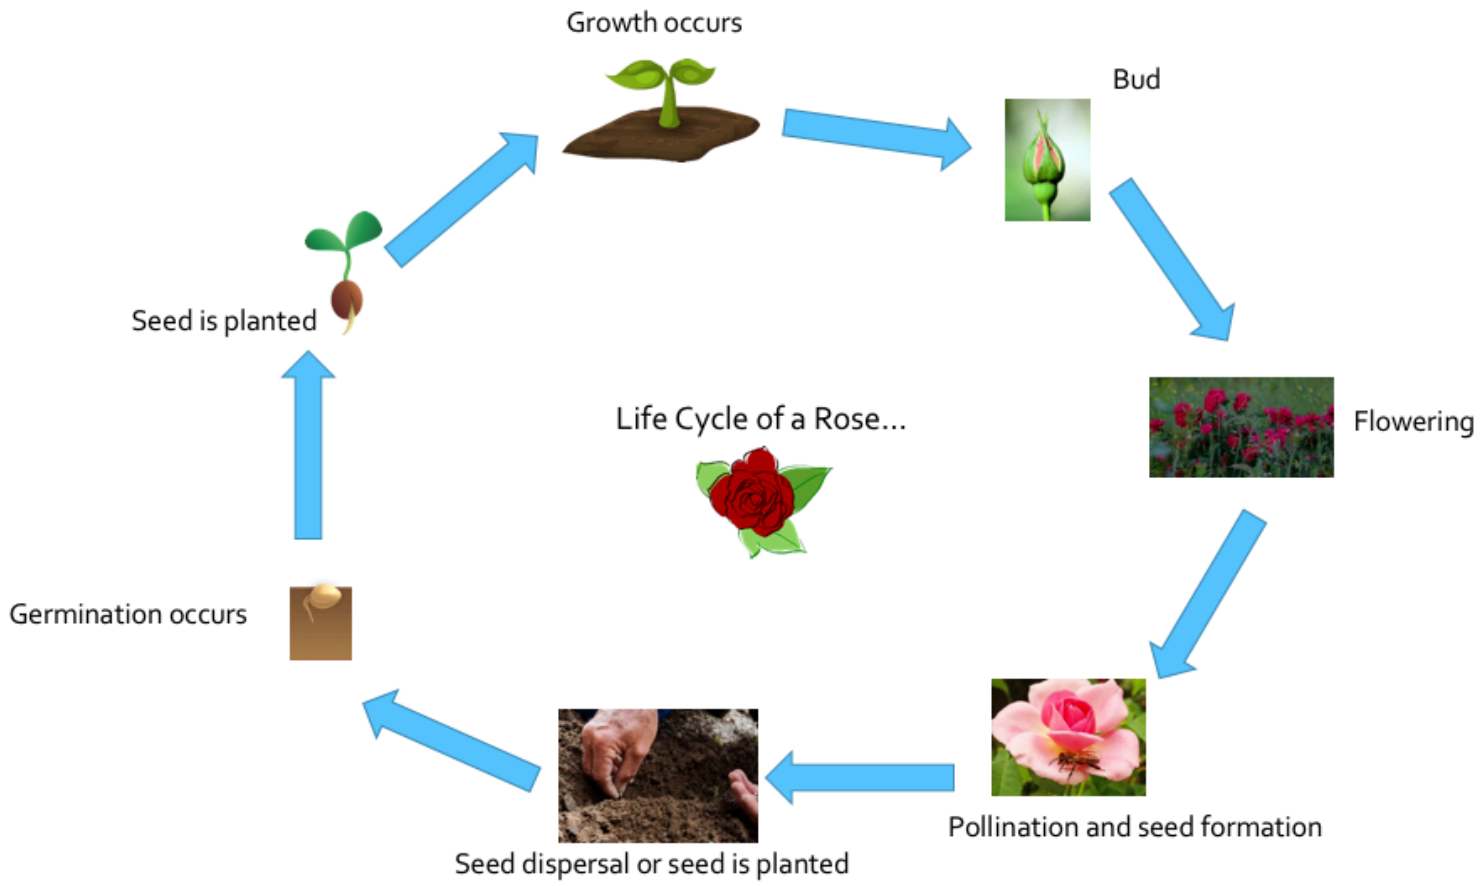 Growth occurs
Bud
Seed is planted
Life Cycle of a Rose...
Flowering
Germination occurs
Pollination and seed formation
Seed dispersal or seed is planted